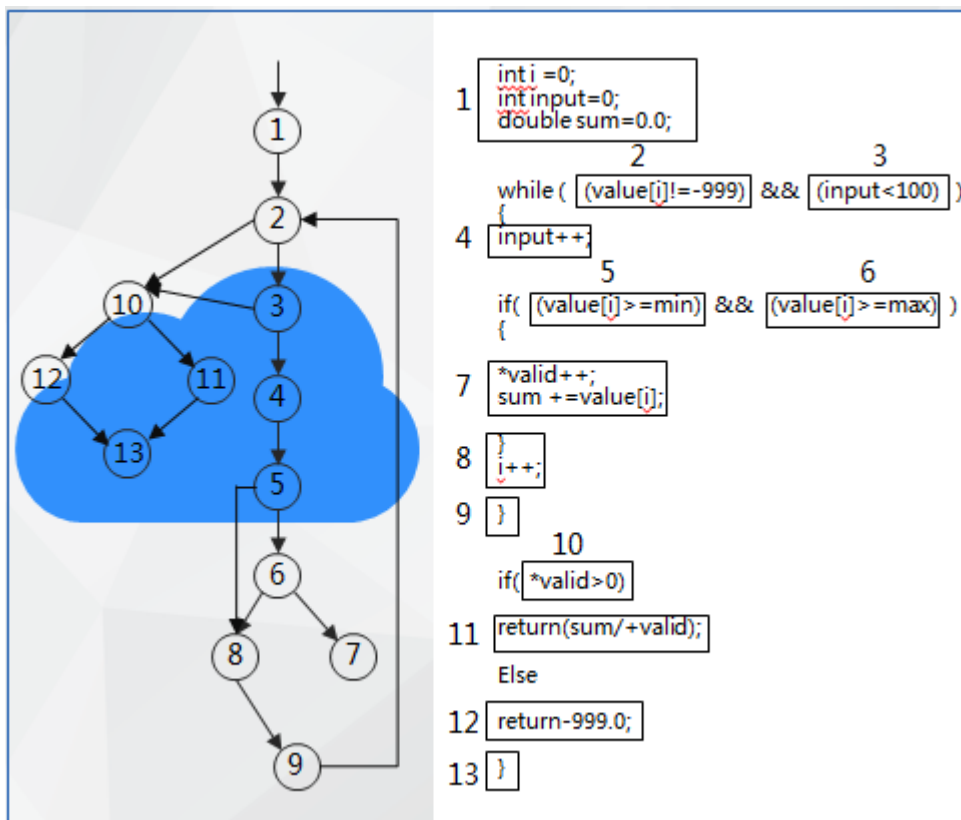 1
2
10
3
12
11
4
13
5
6
8
7
9
1
int i =0;
int input=0;
double sum=0.0;
2 3
while ( (value[i]!=-999) && (input<100) )
{
4 input++;
5 6
if( (value[i]>=min) && (value[i]>=max) )
{
7
*valid++;
sum +=value[i];
8
}
i++;
9 }
10
if( *valid>0)
11 return(sum/+valid);
Else
12 return-999.0;
13 }